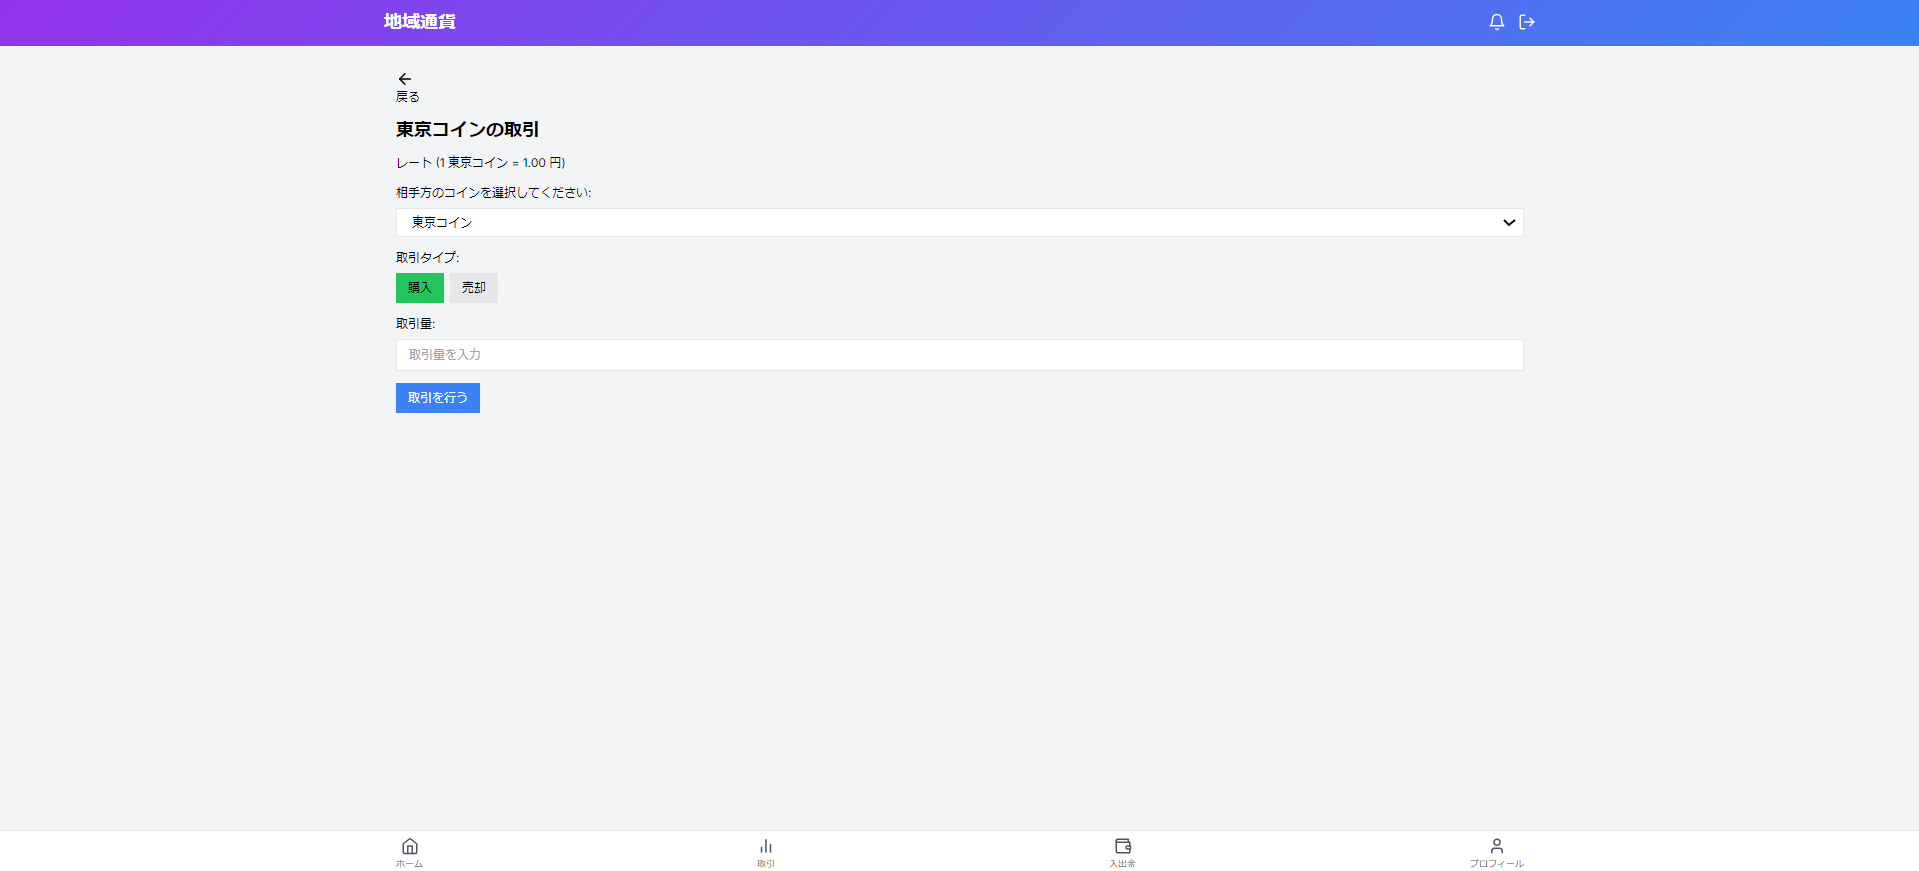 地域通貨
戻る
東京コインの取引
レート (1 東京コイン = 1.00 円)
相手方のコインを選択してください:
東京コイン
取引タイプ:
購入 売却
取引量:
取引量を入力
取引を行う
ホーム 取引 入出金 プロフィール